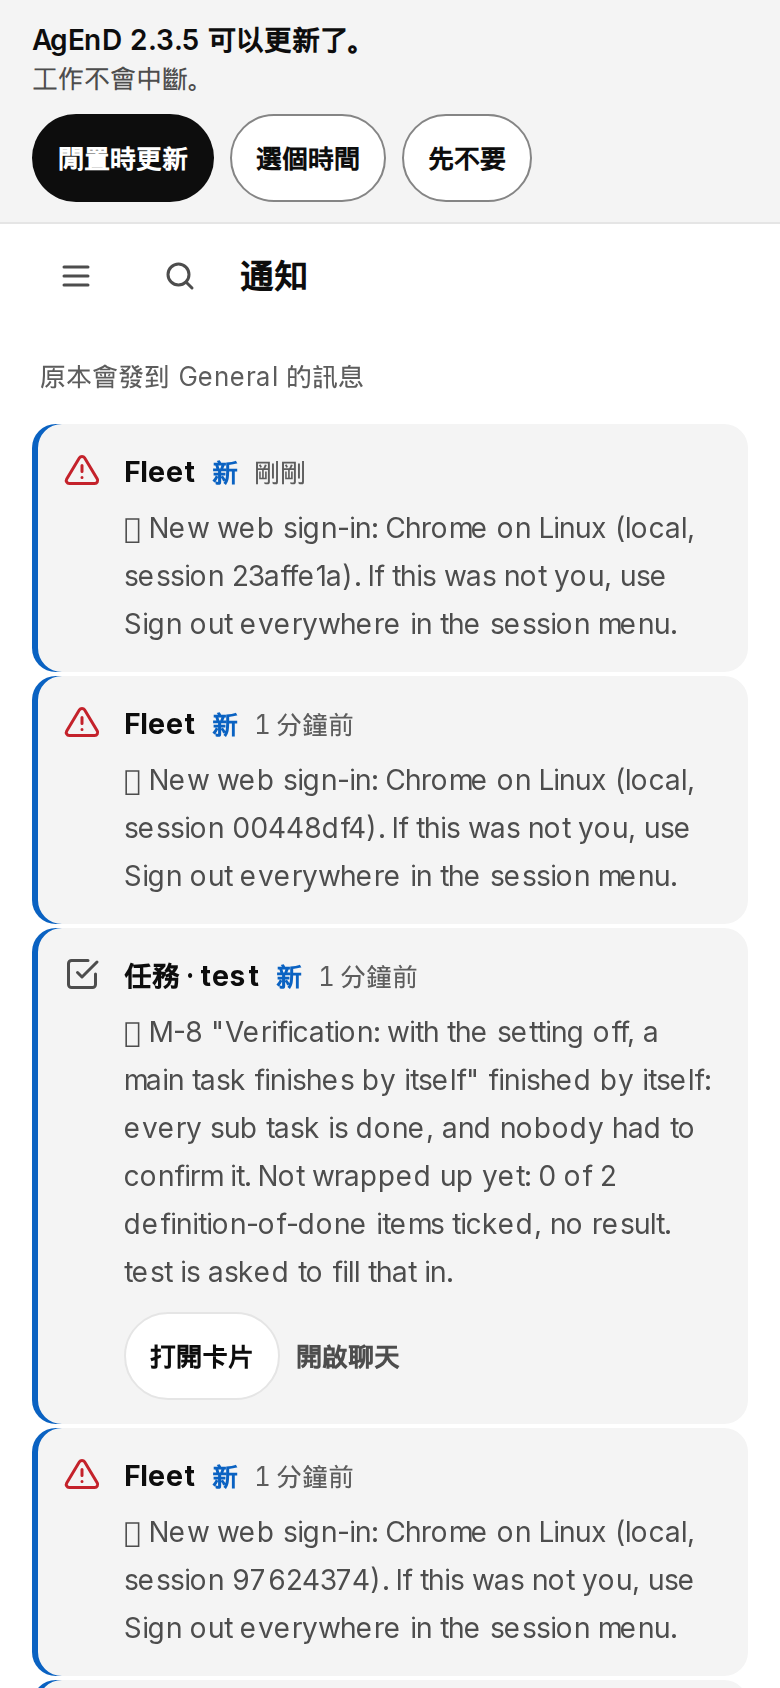 AgEnD 2.3.5 可以更新了。
工作不會中斷。
閒置時更新 選個時間 先不要
通知
原本會發到 General 的訊息
Fleet 新 剛剛
New web sign-in: Chrome on Linux (local,
session 23affe1a). If this was not you, use
Sign out everywhere in the session menu.
Fleet 新 1 分鐘前
New web sign-in: Chrome on Linux (local,
session 00448df4). If this was not you, use
Sign out everywhere in the session menu.
任務 · test 新 1 分鐘前
M-8 "Verification: with the setting off, a
main task finishes by itself" finished by itself:
every sub task is done, and nobody had to
confirm it. Not wrapped up yet: 0 of 2
definition-of-done items ticked, no result.
test is asked to fill that in.
打開卡片 開啟聊天
Fleet 新 1 分鐘前
New web sign-in: Chrome on Linux (local,
session 97624374). If this was not you, use
Sign out everywhere in the session menu.